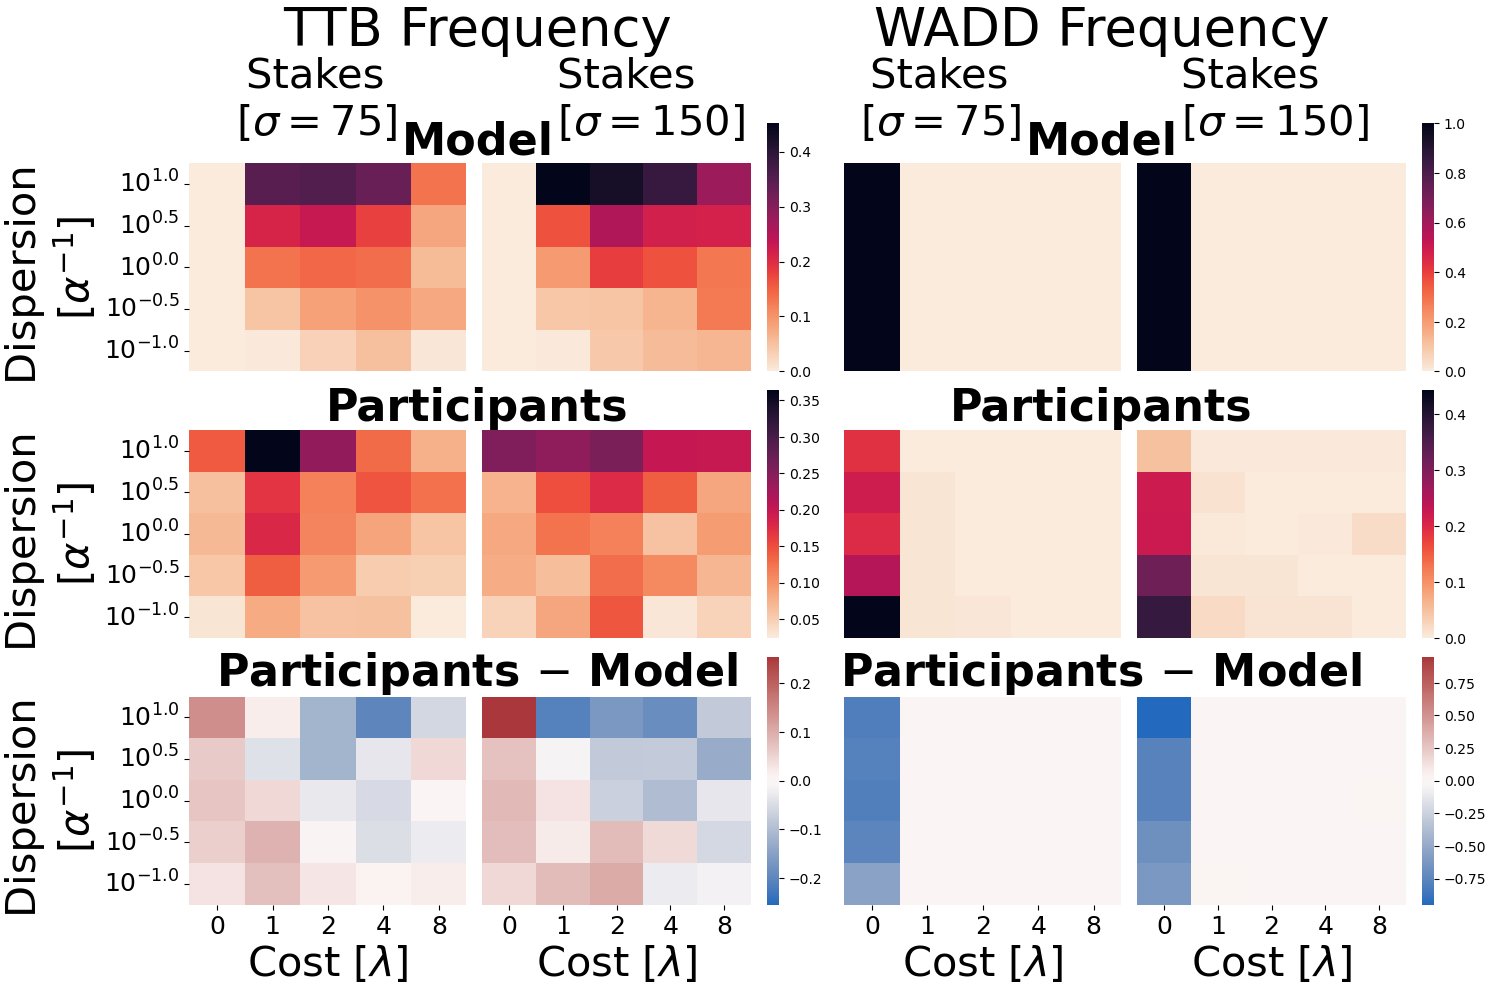 TTB Frequency
WADD Frequency
Stakes
[σ = 75]
Stakes
[σ = 150]
Stakes
[σ = 75]
Stakes
[σ = 150]
Model
Dispersion
[α⁻¹]
10^1.0
10^0.5
10^0.0
10^−0.5
10^−1.0
0.4
0.3
0.2
0.1
0.0
Model
1.0
0.8
0.6
0.4
0.2
0.0
Participants
Dispersion
[α⁻¹]
10^1.0
10^0.5
10^0.0
10^−0.5
10^−1.0
0.35
0.30
0.25
0.20
0.15
0.10
0.05
Participants
0.4
0.3
0.2
0.1
0.0
Participants − Model
Dispersion
[α⁻¹]
10^1.0
10^0.5
10^0.0
10^−0.5
10^−1.0
0.2
0.1
0.0
−0.1
−0.2
Participants − Model
0.75
0.50
0.25
0.00
−0.25
−0.50
−0.75
0 1 2 4 8
Cost [λ]
0 1 2 4 8
Cost [λ]
0 1 2 4 8
Cost [λ]
0 1 2 4 8
Cost [λ]